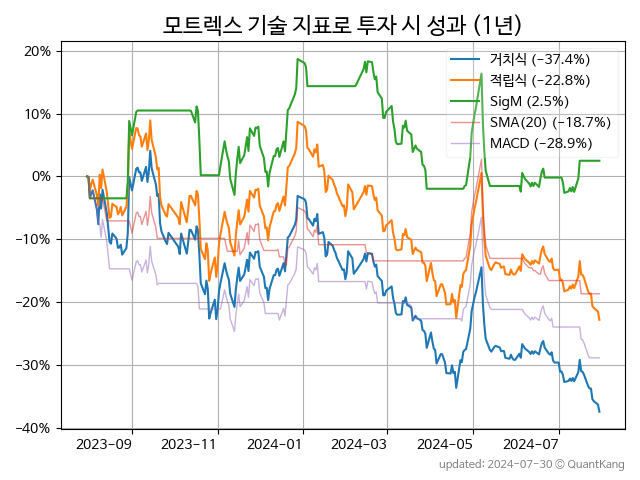 모트렉스 기술 지표로 투자 시 성과 (1년)
20%
10%
0%
−10%
−20%
−30%
−40%
거치식 (−37.4%)
적립식 (−22.8%)
SigM (2.5%)
SMA(20) (−18.7%)
MACD (−28.9%)
2023-09
2023-11
2024-01
2024-03
2024-05
2024-07
updated: 2024-07-30 © QuantKang